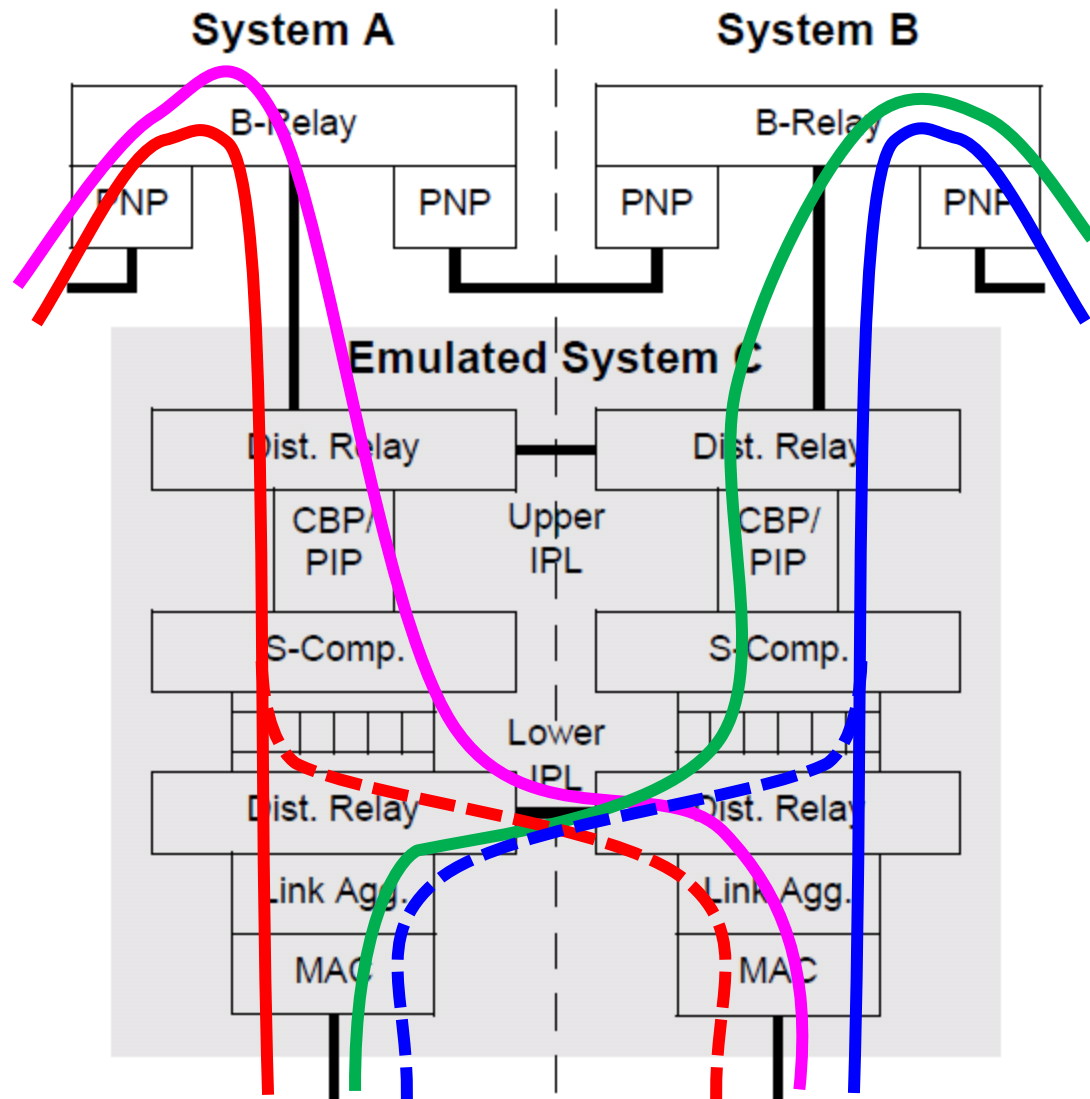 System A
System B
B-Relay
B-Relay
PNP
PNP
PNP
PNP
Emulated System C
Dist. Relay
Dist. Relay
CBP/
PIP
Upper
IPL
CBP/
PIP
S-Comp.
S-Comp.
Lower
IPL
Dist. Relay
Dist. Relay
Link Agg.
Link Agg.
MAC
MAC